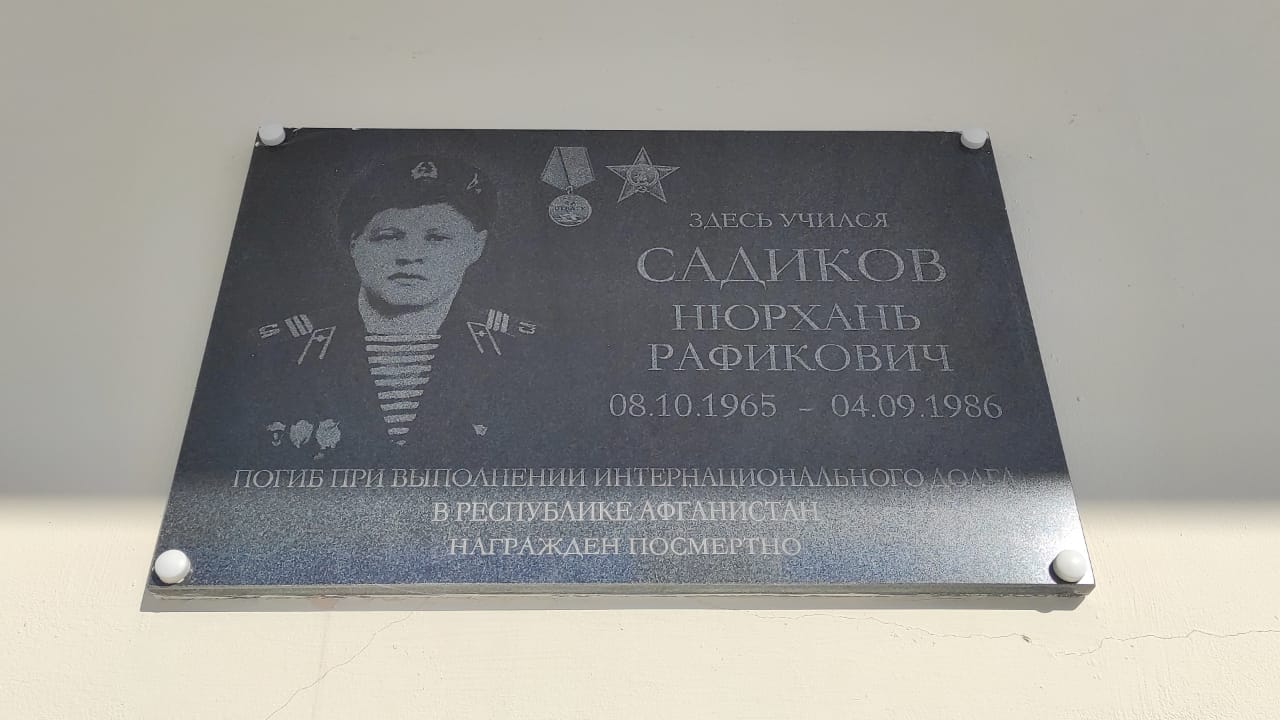 ЗДЕСЬ УЧИЛСЯ
САДИКОВ
НЮРХАНЬ
РАФИКОВИЧ
08.10.1965 - 04.09.1986
ПОГИБ ПРИ ВЫПОЛНЕНИИ ИНТЕРНАЦИОНАЛЬНОГО ДОЛГА
В РЕСПУБЛИКЕ АФГАНИСТАН
НАГРАЖДЕН ПОСМЕРТНО